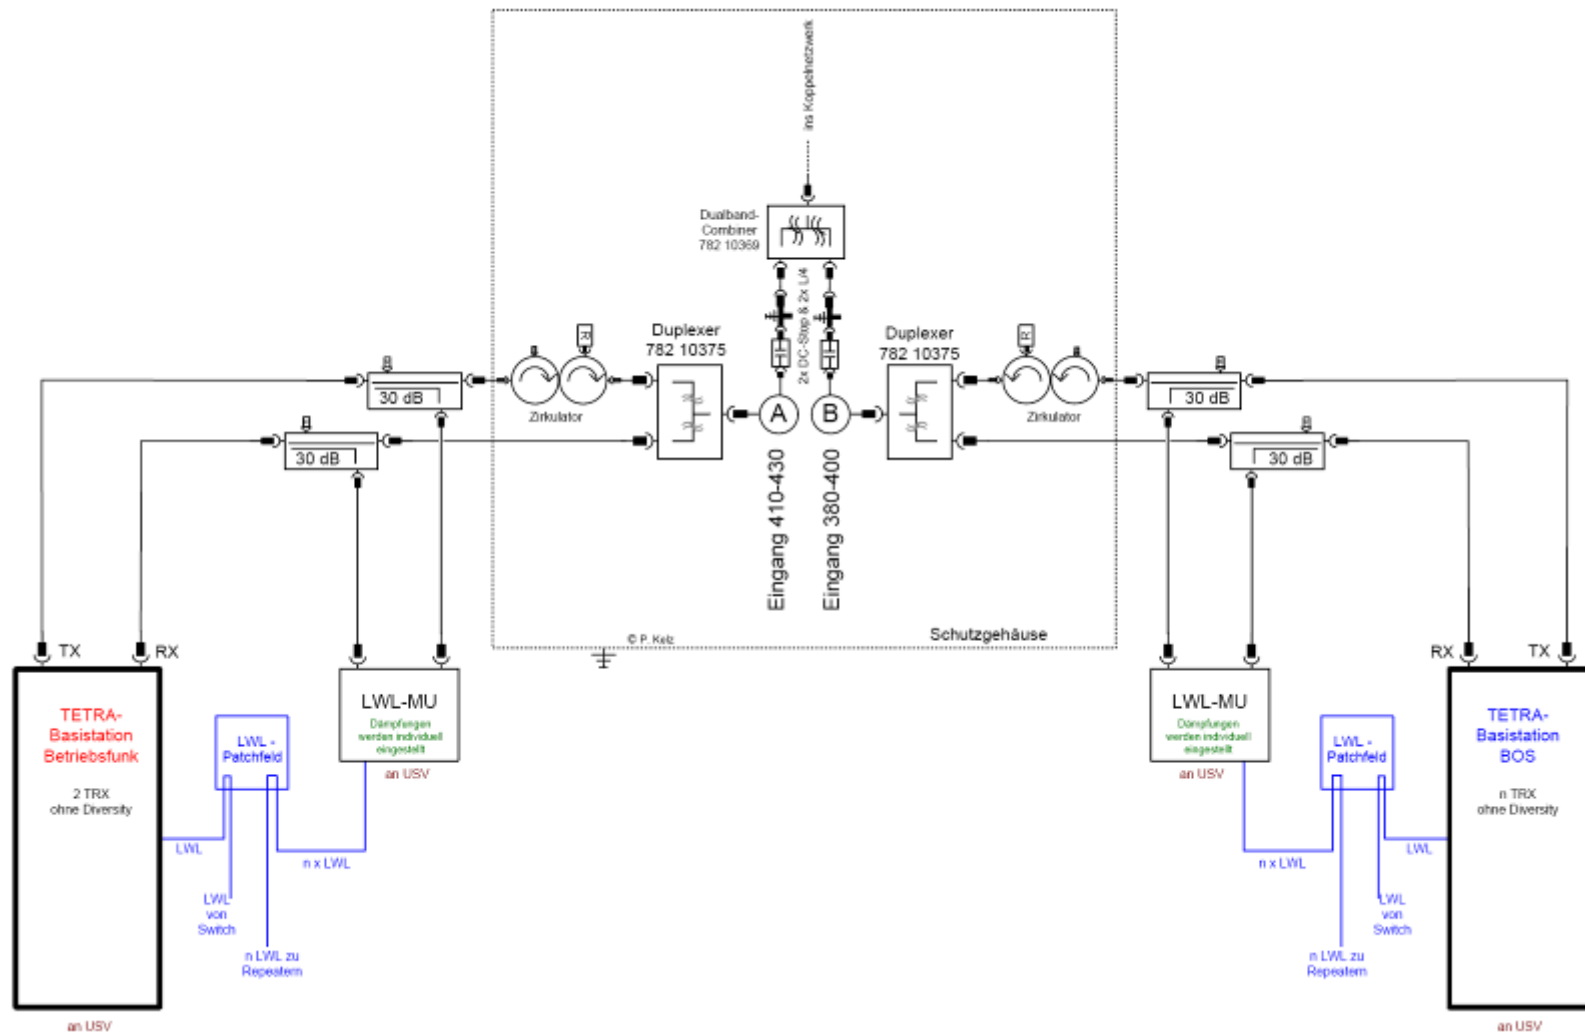 ins Koppelnetzwerk
Dualband-
Combiner
782 10369
2x DC-Stop & 2x L/4
Duplexer
782 10375
Duplexer
782 10375
R
R
30 dB
Zirkulator
A
B
Zirkulator
30 dB
30 dB
30 dB
Eingang 410-430
Eingang 380-400
© P. Kelz
Schutzgehäuse
TX
RX
RX
TX
TETRA-
Basistation
Betriebsfunk
2 TRX
ohne Diversity
LWL -
Patchfeld
LWL-MU
Dämpfungen
werden individuell
eingestellt
an USV
LWL
n x LWL
LWL
von
Switch
n LWL zu
Repeatern
an USV
LWL-MU
Dämpfungen
werden individuell
eingestellt
an USV
LWL -
Patchfeld
TETRA-
Basistation
BOS
n TRX
ohne Diversity
n x LWL
LWL
LWL
von
Switch
n LWL zu
Repeatern
an USV